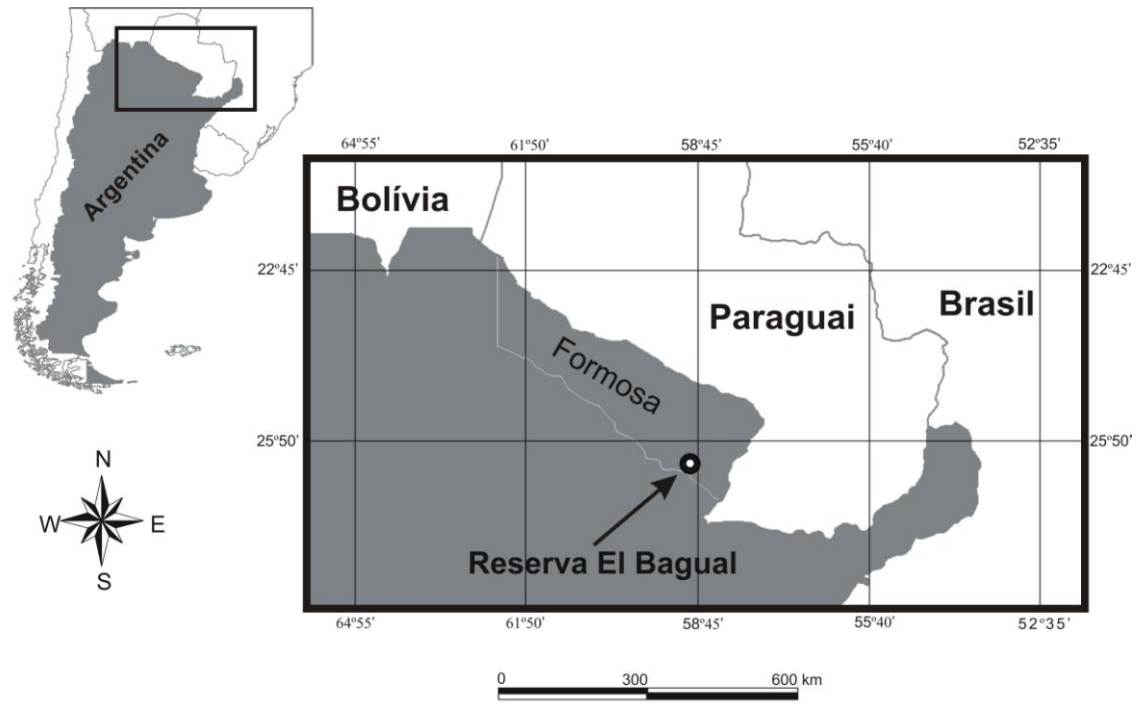 Argentina
64°55' 61°50' 58°45' 55°40' 52°35'
Bolívia
22°45' 22°45'
Brasil
Paraguai
Formosa
25°50' 25°50'
N
W E
S
Reserva El Bagual
64°55' 61°50' 58°45' 55°40' 52°35'
0 300 600 km